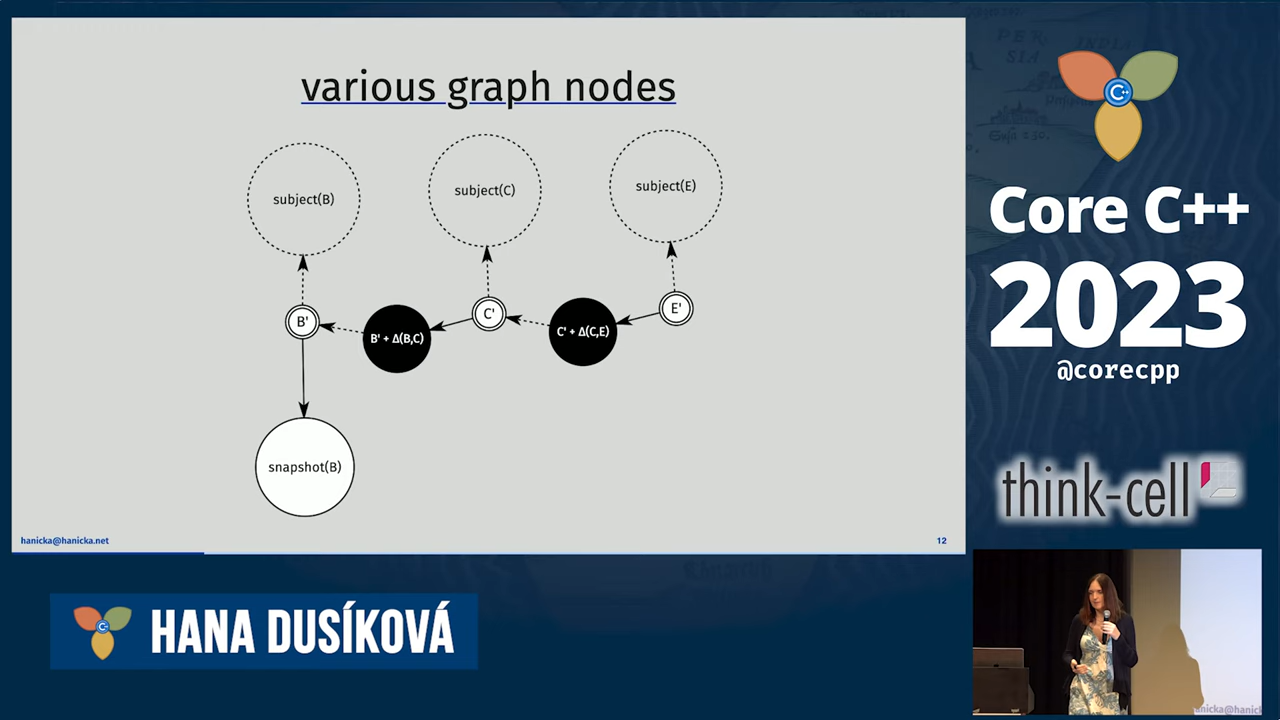 various graph nodes
subject(B)
subject(C)
subject(E)
B'
B' + Δ(B,C)
C'
C' + Δ(C,E)
E'
snapshot(B)
hanicka@hanicka.net
12
C++
Core C++
2023
@corecpp
think-cell
HANA DUSÍKOVÁ